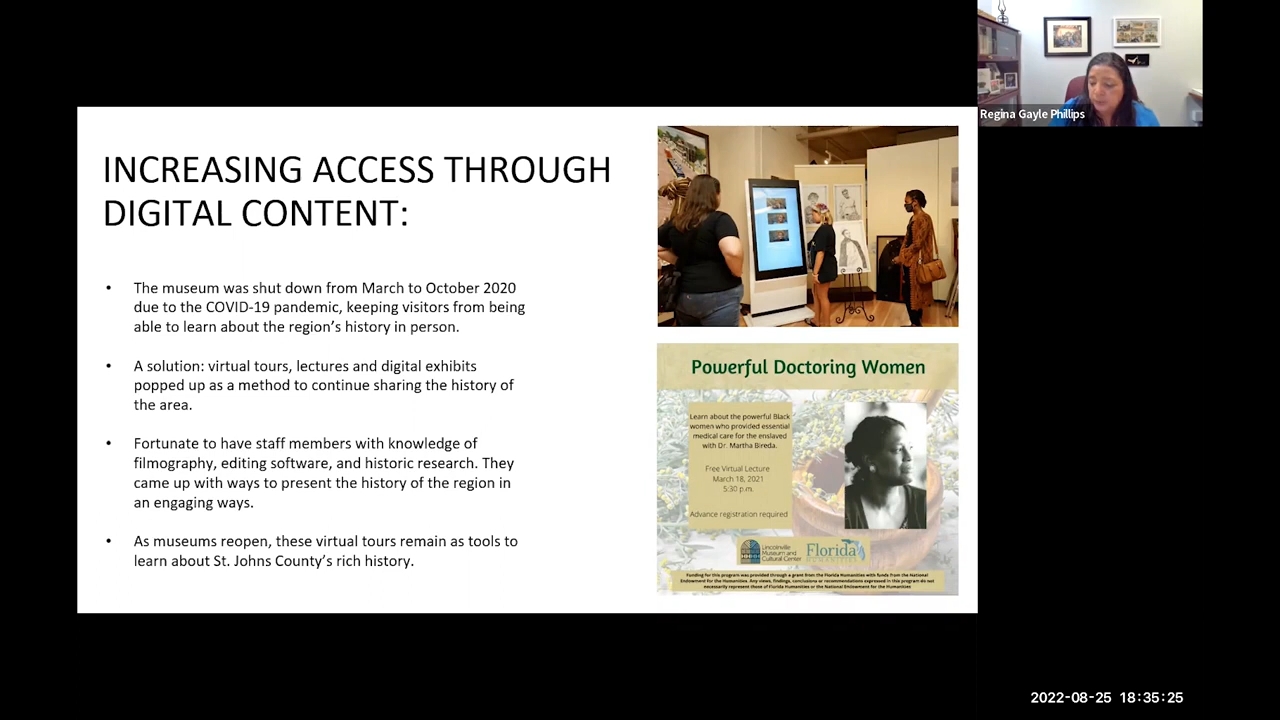 Regina Gayle Phillips
INCREASING ACCESS THROUGH
DIGITAL CONTENT:
• The museum was shut down from March to October 2020
due to the COVID-19 pandemic, keeping visitors from being
able to learn about the region's history in person.
• A solution: virtual tours, lectures and digital exhibits
popped up as a method to continue sharing the history of
the area.
• Fortunate to have staff members with knowledge of
filmography, editing software, and historic research. They
came up with ways to present the history of the region in
an engaging ways.
• As museums reopen, these virtual tours remain as tools to
learn about St. Johns County's rich history.
Powerful Doctoring Women
Learn about the powerful Black
women who provided essential
medical care for the enslaved
with Dr. Martha Bireda.
Free Virtual Lecture
March 18, 2021
5:30 p.m.
Advance registration required
Lincolnville
Museum and
Cultural Center
Florida
HUMANITIES
Funding for this program was provided through a grant from the Florida Humanities with funds from the National
Endowment for the Humanities. Any views, findings, conclusions or recommendations expressed in this program do not
necessarily represent those of Florida Humanities or the National Endowment for the Humanities
2022-08-25 18:35:25